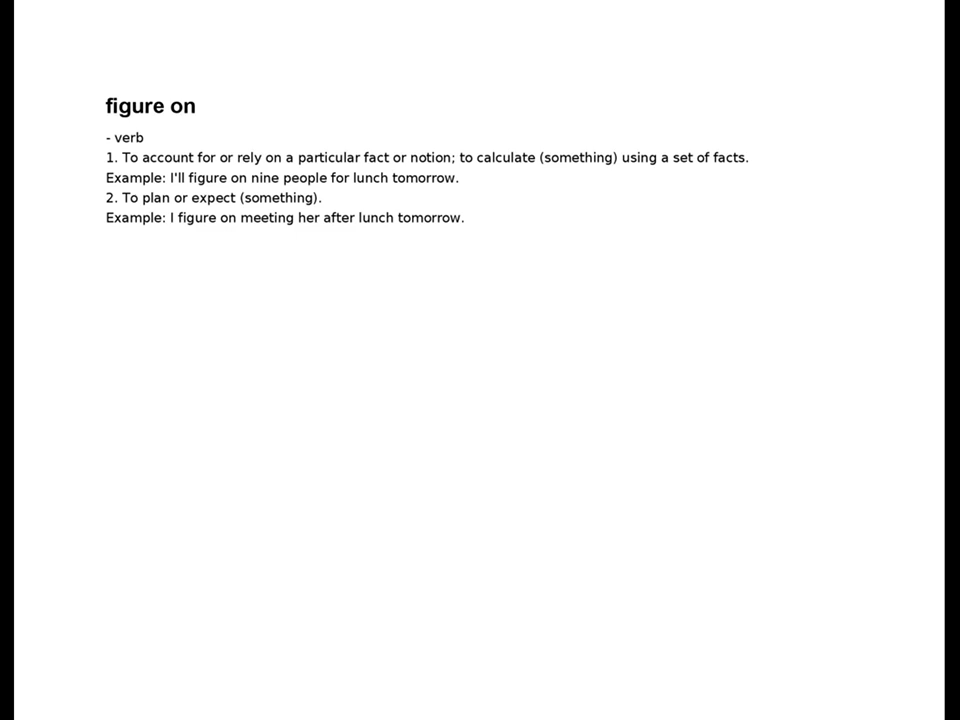 figure on
- verb
1. To account for or rely on a particular fact or notion; to calculate (something) using a set of facts.
Example: I'll figure on nine people for lunch tomorrow.
2. To plan or expect (something).
Example: I figure on meeting her after lunch tomorrow.